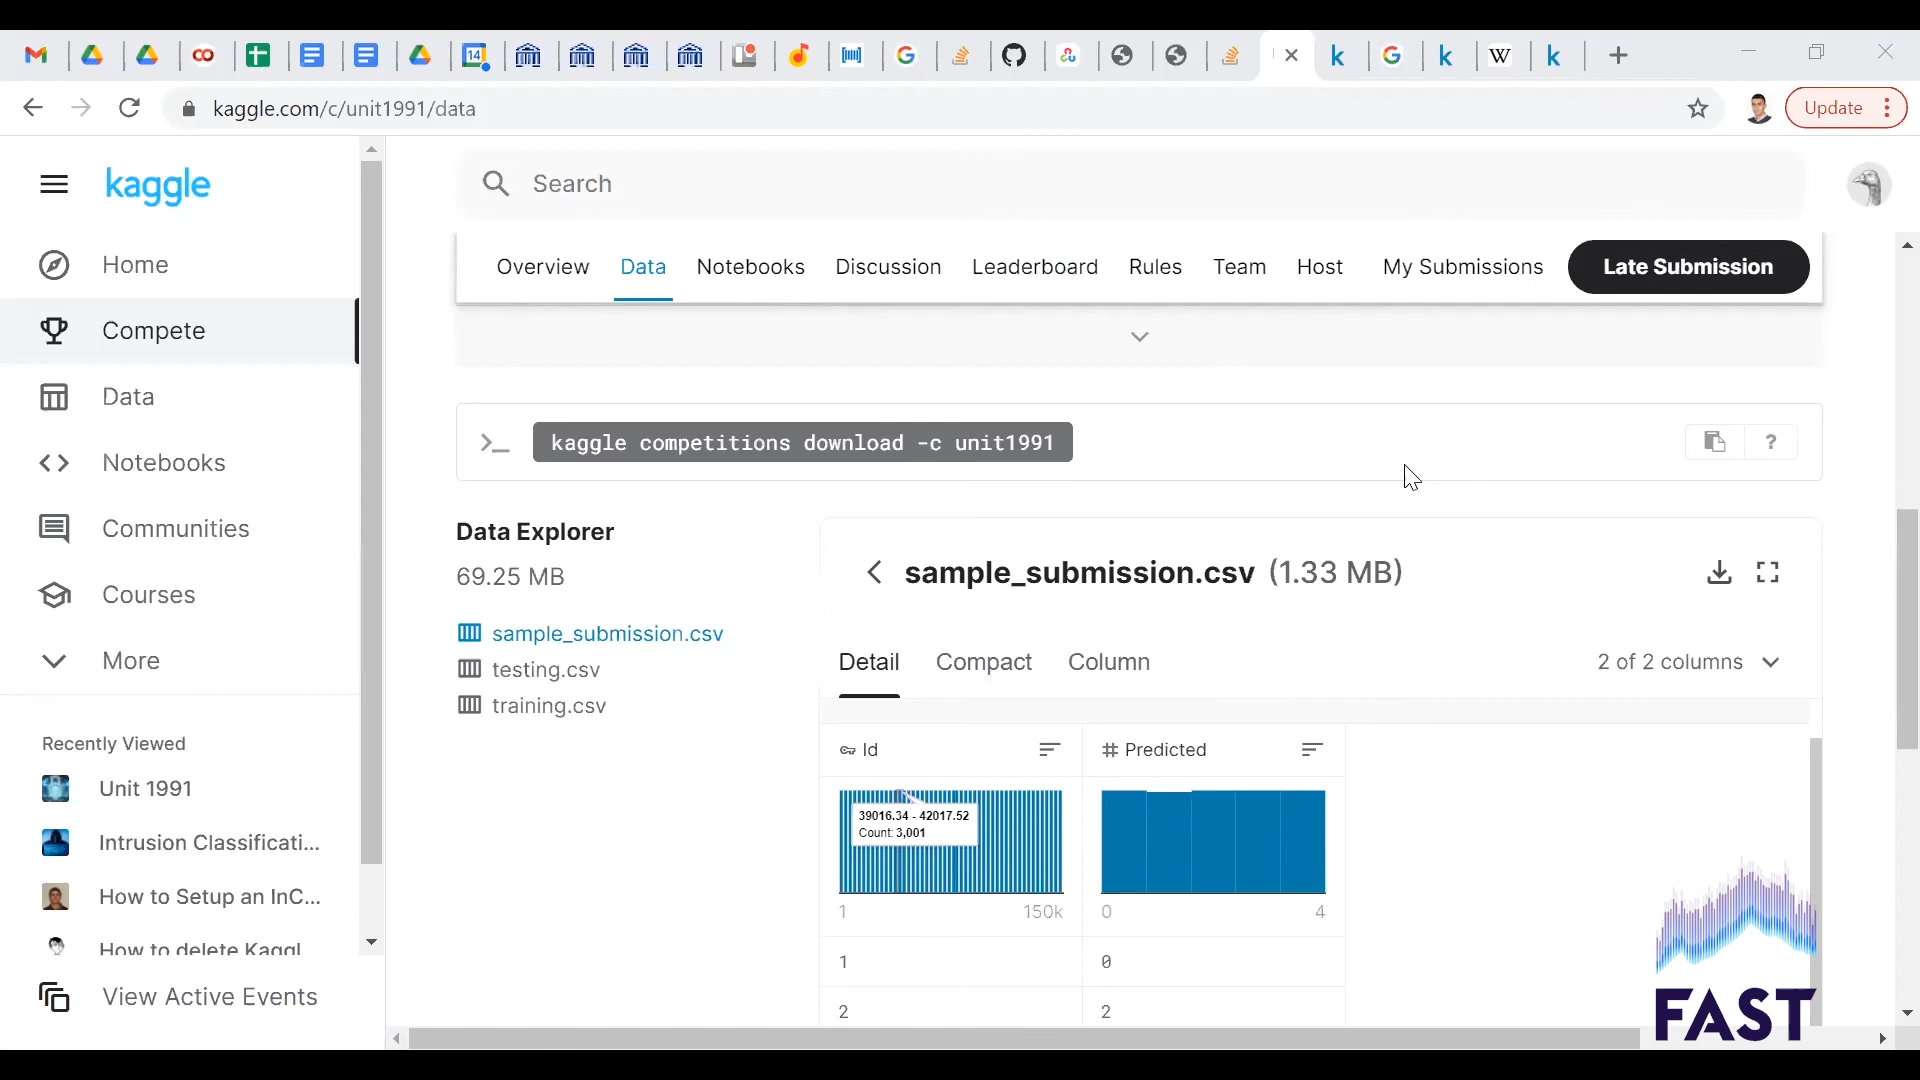 14
Update
kaggle.com/c/unit1991/data
kaggle
Search
Home
Compete
Data
Notebooks
Communities
Courses
More
Recently Viewed
Unit 1991
Intrusion Classificati...
How to Setup an InC...
How to delete Kaggl
View Active Events
Overview
Data
Notebooks
Discussion
Leaderboard
Rules
Team
Host
My Submissions
Late Submission
>_ kaggle competitions download -c unit1991
?
Data Explorer
69.25 MB
sample_submission.csv
testing.csv
training.csv
sample_submission.csv (1.33 MB)
Detail
Compact
Column
2 of 2 columns
Id
# Predicted
39016.34 - 42017.52
Count: 3,001
1 150k
0 4
1 0
2 2
FAST